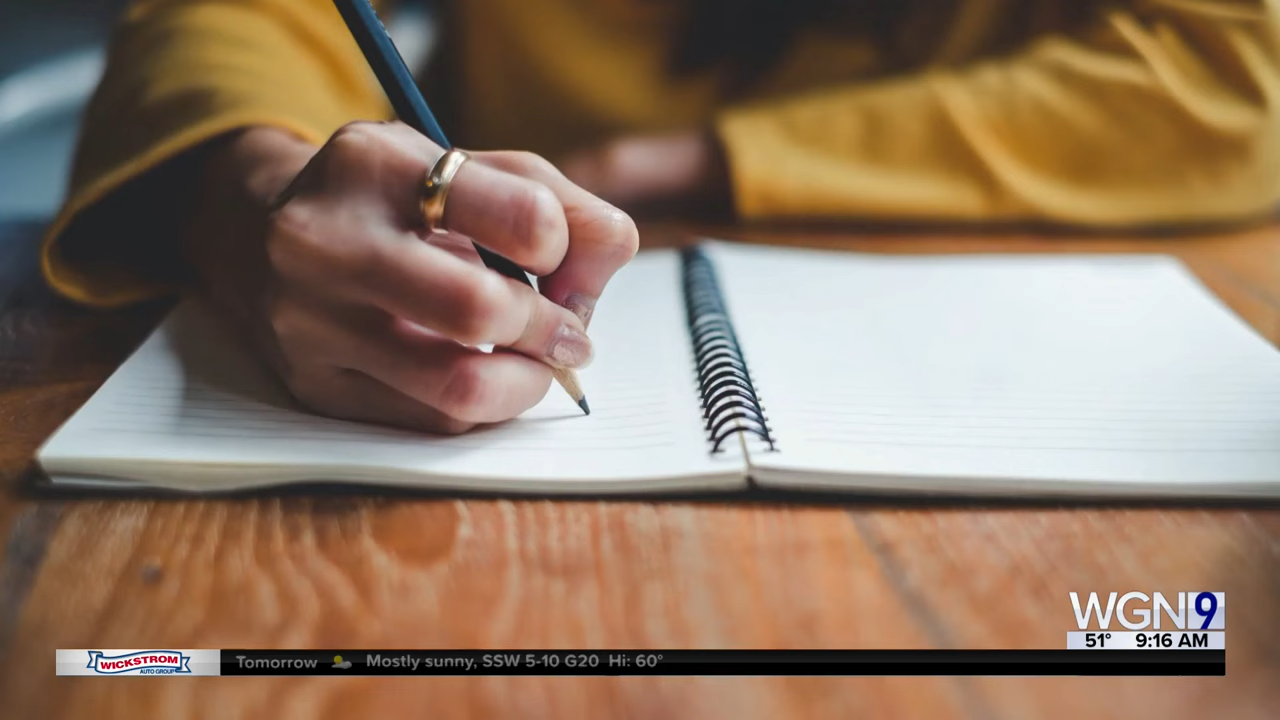 WGN9
51° 9:16 AM
WICKSTROM
AUTO GROUP
Tomorrow Mostly sunny, SSW 5-10 G20 Hi: 60°